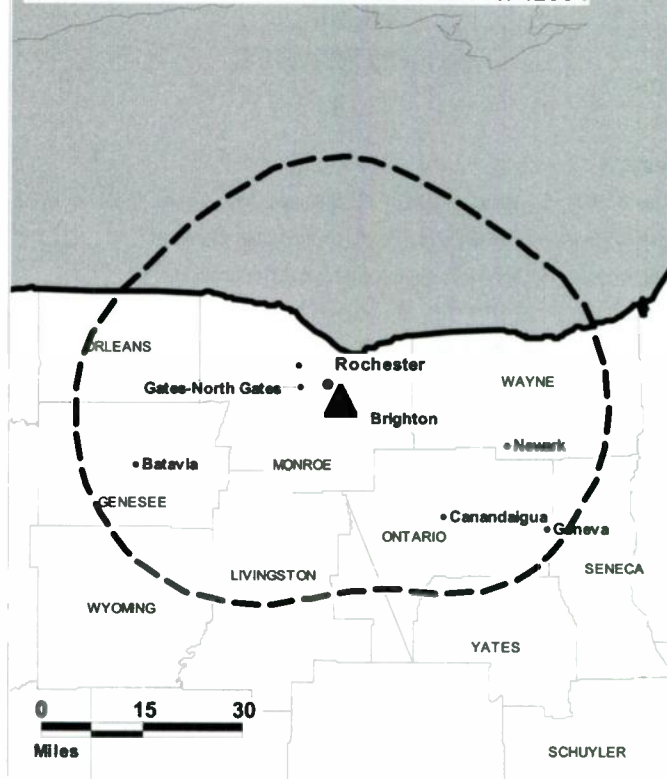 ORLEANS
Rochester
Gates-North Gates
WAYNE
Brighton
Newark
Batavia
MONROE
GENESEE
Canandaigua
Geneva
ONTARIO
SENECA
LIVINGSTON
WYOMING
YATES
0 15 30
Miles
SCHUYLER